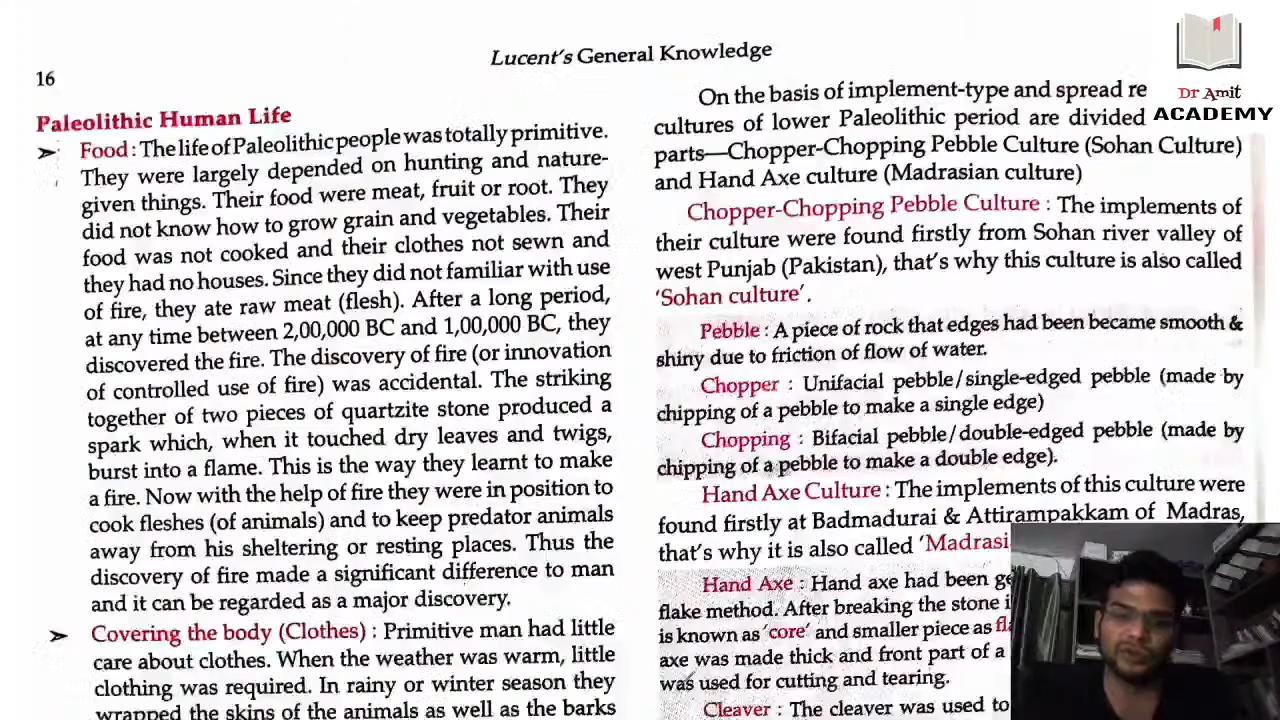 Lucent's General Knowledge
16
Dr Amit
ACADEMY
Paleolithic Human Life
➤ Food : The life of Paleolithic people was totally primitive.
They were largely depended on hunting and nature-
given things. Their food were meat, fruit or root. They
did not know how to grow grain and vegetables. Their
food was not cooked and their clothes not sewn and
they had no houses. Since they did not familiar with use
of fire, they ate raw meat (flesh). After a long period,
at any time between 2,00,000 BC and 1,00,000 BC, they
discovered the fire. The discovery of fire (or innovation
of controlled use of fire) was accidental. The striking
together of two pieces of quartzite stone produced a
spark which, when it touched dry leaves and twigs,
burst into a flame. This is the way they learnt to make
a fire. Now with the help of fire they were in position to
cook fleshes (of animals) and to keep predator animals
away from his sheltering or resting places. Thus the
discovery of fire made a significant difference to man
and it can be regarded as a major discovery.
➤ Covering the body (Clothes) : Primitive man had little
care about clothes. When the weather was warm, little
clothing was required. In rainy or winter season they
wrapped the skins of the animals as well as the barks
On the basis of implement-type and spread re
cultures of lower Paleolithic period are divided
parts—Chopper-Chopping Pebble Culture (Sohan Culture)
and Hand Axe culture (Madrasian culture)
Chopper-Chopping Pebble Culture : The implements of
their culture were found firstly from Sohan river valley of
west Punjab (Pakistan), that's why this culture is also called
'Sohan culture'.
Pebble : A piece of rock that edges had been became smooth &
shiny due to friction of flow of water.
Chopper : Unifacial pebble/single-edged pebble (made by
chipping of a pebble to make a single edge)
Chopping : Bifacial pebble/double-edged pebble (made by
chipping of a pebble to make a double edge).
Hand Axe Culture : The implements of this culture were
found firstly at Badmadurai & Attirampakkam of Madras,
that's why it is also called 'Madrasi
Hand Axe : Hand axe had been ge
flake method. After breaking the stone i
is known as 'core' and smaller piece as fla
axe was made thick and front part of a
was used for cutting and tearing.
Cleaver : The cleaver was used to